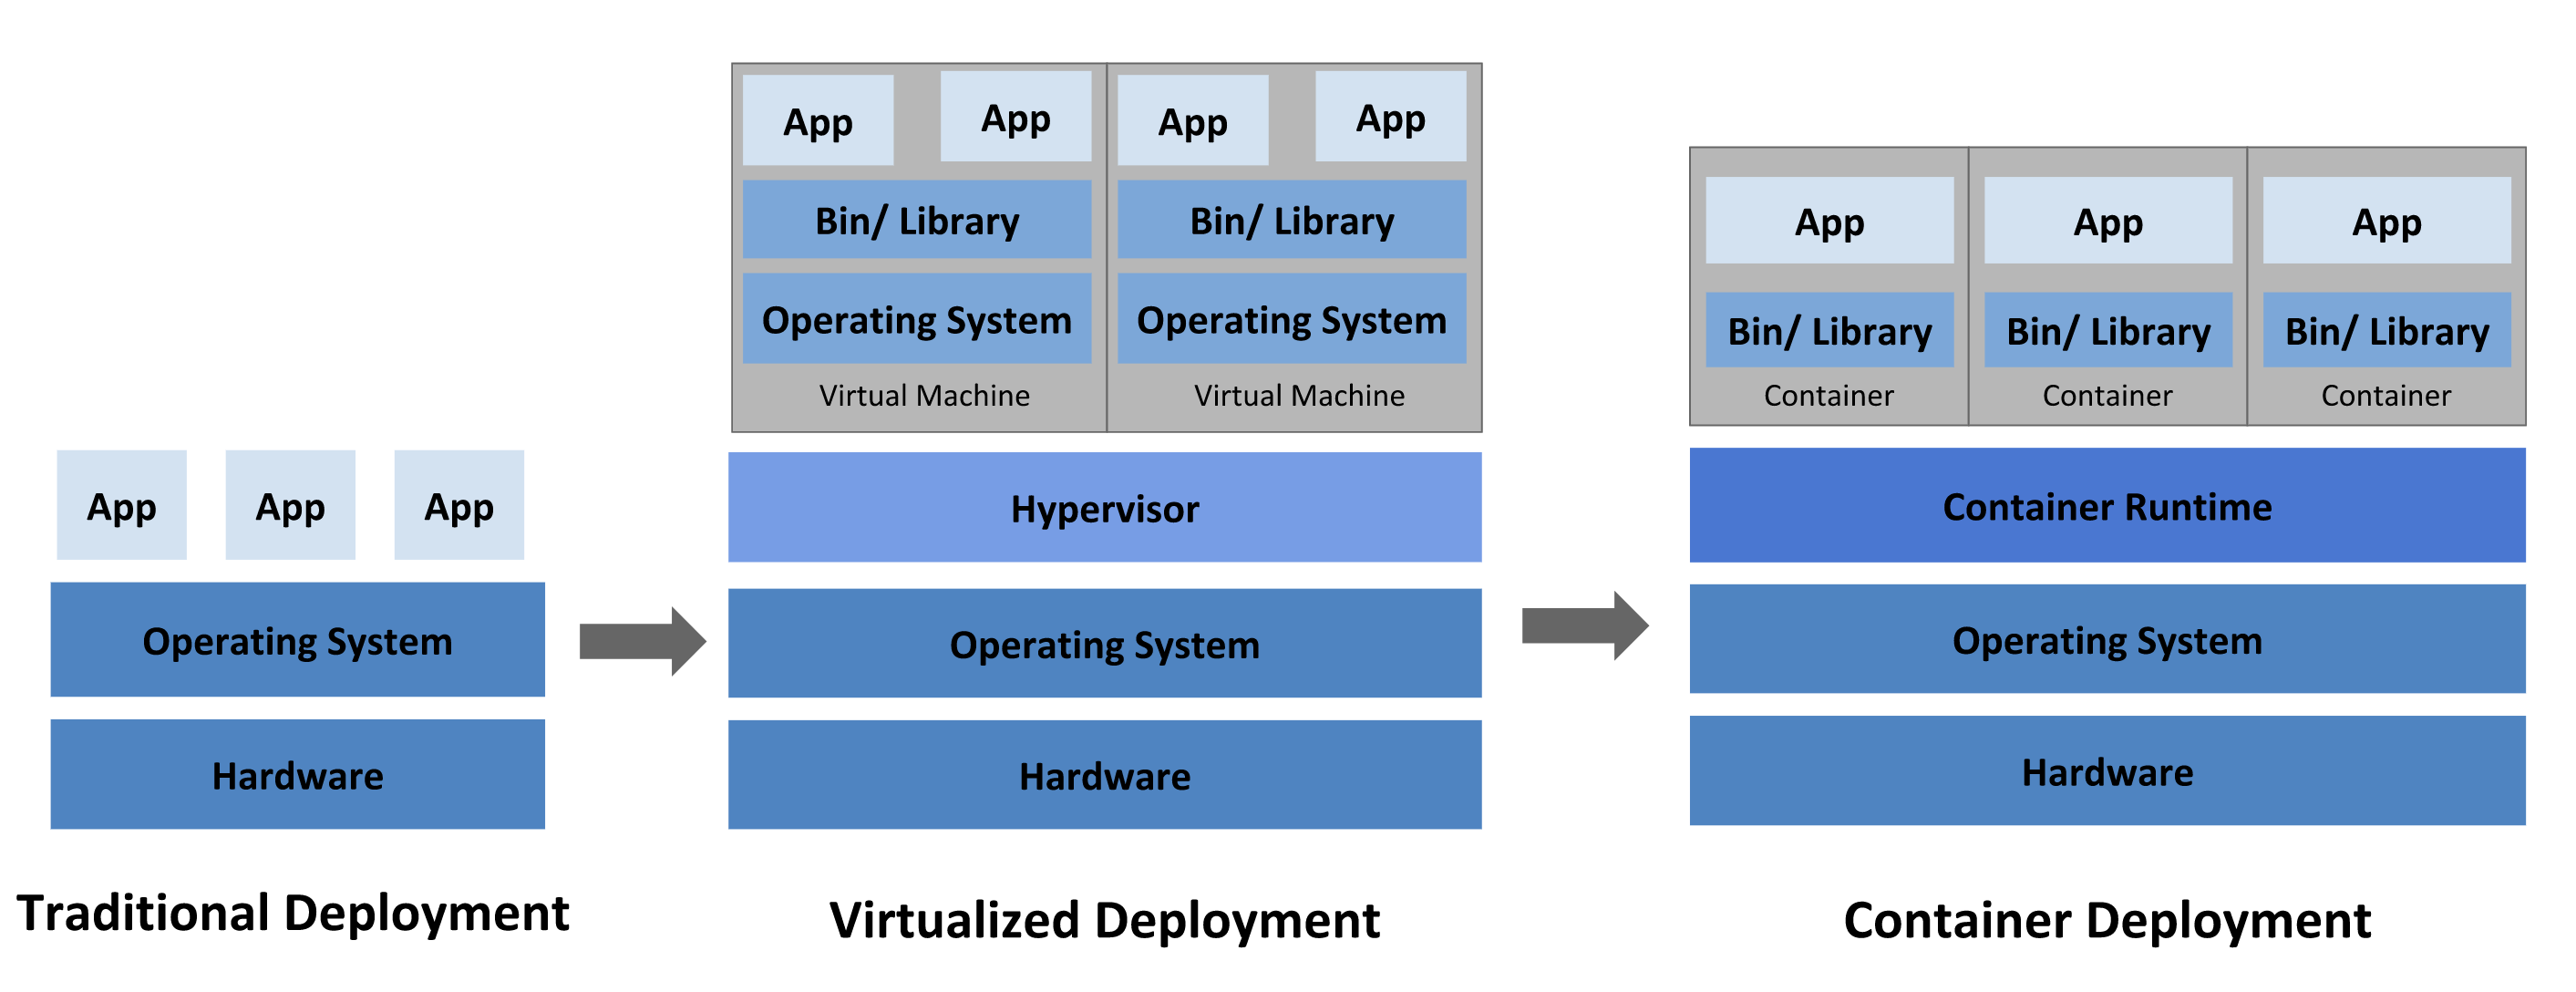 App
App
App
Operating System
Hardware
Traditional Deployment
App
App
Bin/ Library
Operating System
Virtual Machine
App
App
Bin/ Library
Operating System
Virtual Machine
Hypervisor
Operating System
Hardware
Virtualized Deployment
App
Bin/ Library
Container
App
Bin/ Library
Container
App
Bin/ Library
Container
Container Runtime
Operating System
Hardware
Container Deployment